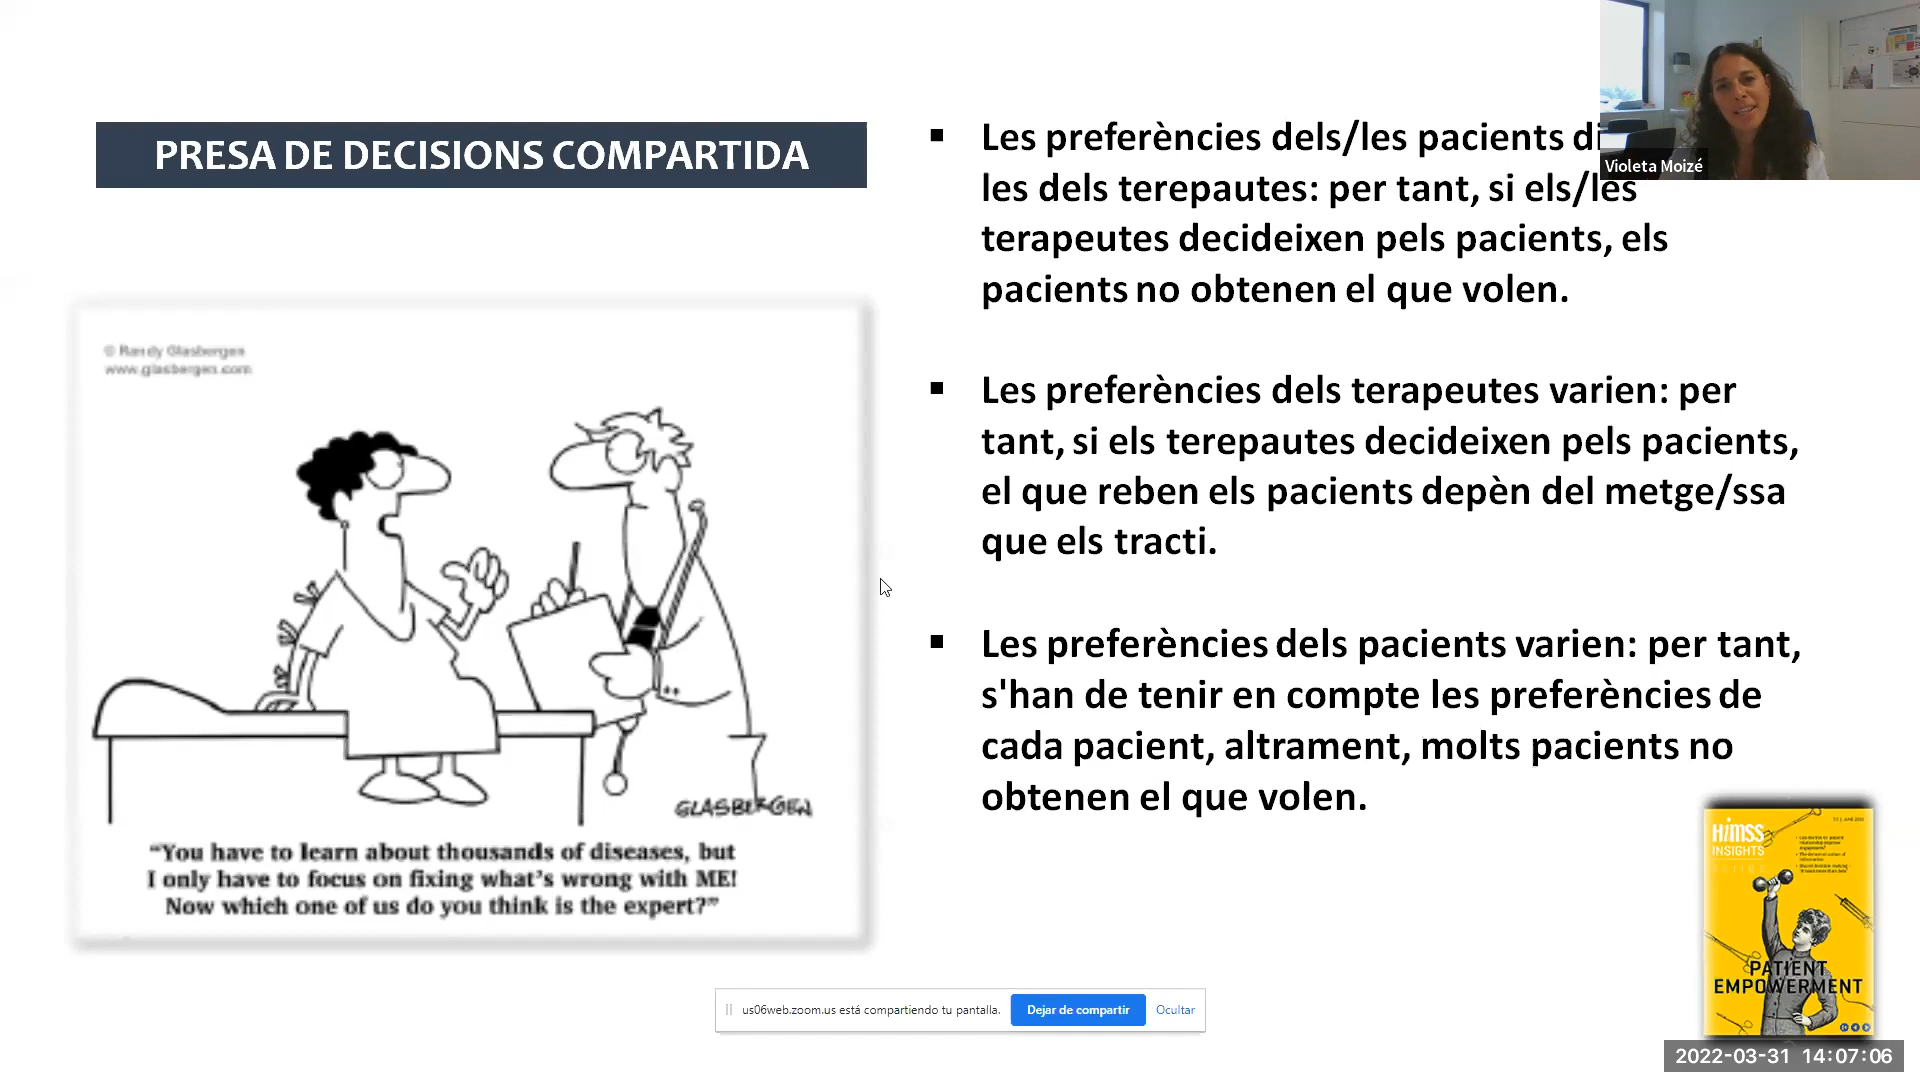 PRESA DE DECISIONS COMPARTIDA
© Randy Glasbergen
www.glasbergen.com
GLASBERGEN
“You have to learn about thousands of diseases, but
I only have to focus on fixing what’s wrong with ME!
Now which one of us do you think is the expert?”
▪ Les preferències dels/les pacients di
les dels terepautes: per tant, si els/les
terapeutes decideixen pels pacients, els
pacients no obtenen el que volen.
▪ Les preferències dels terapeutes varien: per
tant, si els terepautes decideixen pels pacients,
el que reben els pacients depèn del metge/ssa
que els tracti.
▪ Les preferències dels pacients varien: per tant,
s'han de tenir en compte les preferències de
cada pacient, altrament, molts pacients no
obtenen el que volen.
Violeta Moizé
HIMSS
INSIGHTS
PATIENT
EMPOWERMENT
us06web.zoom.us está compartiendo tu pantalla.
Dejar de compartir
Ocultar
2022-03-31 14:07:06